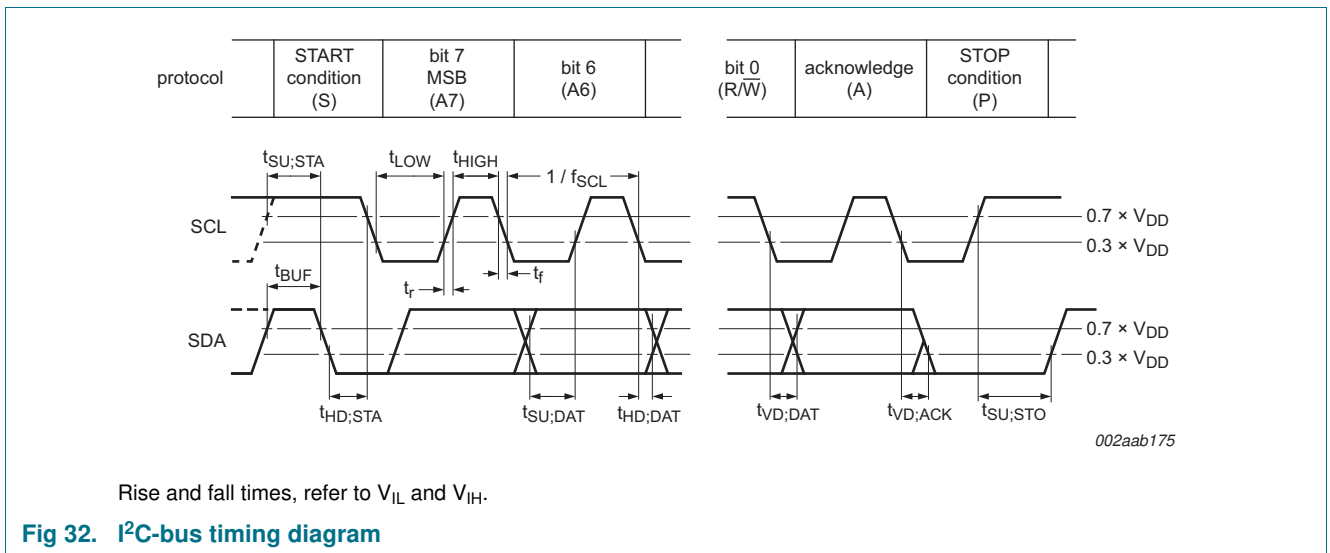 protocol
START
condition
(S)
bit 7
MSB
(A7)
bit 6
(A6)
bit 0
(R/W̅)
acknowledge
(A)
STOP
condition
(P)
tSU;STA
tLOW
tHIGH
1 / fSCL
SCL
0.7 × VDD
0.3 × VDD
tBUF
tr
tf
SDA
0.7 × VDD
0.3 × VDD
tHD;STA
tSU;DAT
tHD;DAT
tVD;DAT
tVD;ACK
tSU;STO
002aab175
Rise and fall times, refer to VIL and VIH.
Fig 32. I²C-bus timing diagram